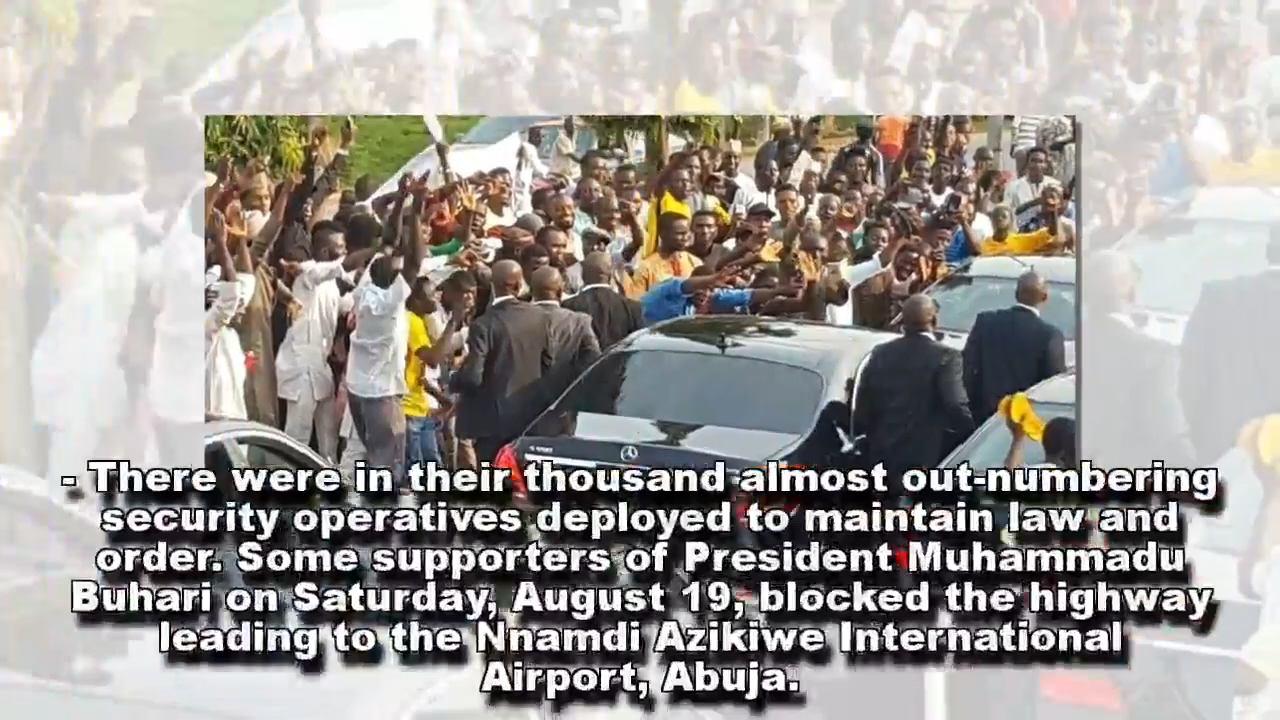 - There were in their thousand almost out-numbering
security operatives deployed to maintain law and
order. Some supporters of President Muhammadu
Buhari on Saturday, August 19, blocked the highway
leading to the Nnamdi Azikiwe International
Airport, Abuja.